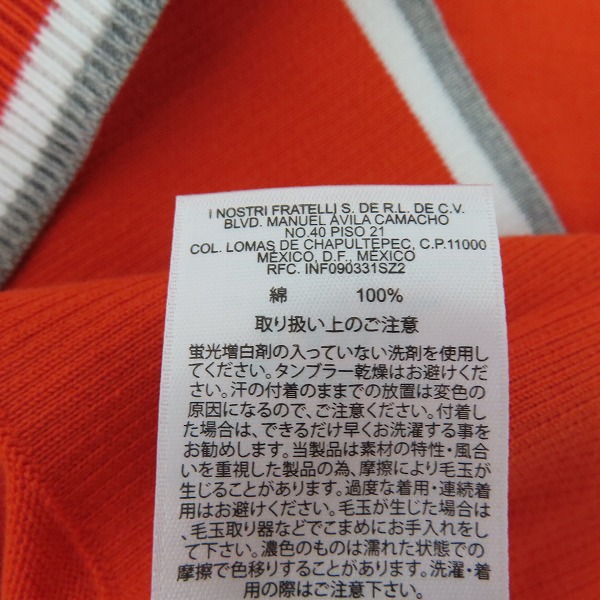 I NOSTRI FRATELLI S. DE R.L. DE C.V.
BLVD. MANUEL ÁVILA CAMACHO
NO.40 PISO 21
COL. LOMAS DE CHAPULTEPEC, C.P.11000
MÉXICO, D.F., MÉXICO
RFC. INF090331SZ2
綿 100%
取り扱い上のご注意
蛍光増白剤の入っていない洗剤を使用し
てください。タンブラー乾燥はお避けくだ
さい。汗の付着のままでの放置は変色の
原因になるので、ご注意ください。付着し
た場合は、できるだけ早くお洗濯する事を
お勧めします。当製品は素材の特性・風合
いを重視した製品の為、摩擦により毛玉が
生じることがあります。過度な着用・連続着
用はお避けください。毛玉が生じた場合は
、毛玉取り器などでこまめにお手入れをし
て下さい。濃色のものは濡れた状態での
摩擦で色移りすることがあります。洗濯・着
用の際はご注意下さい。